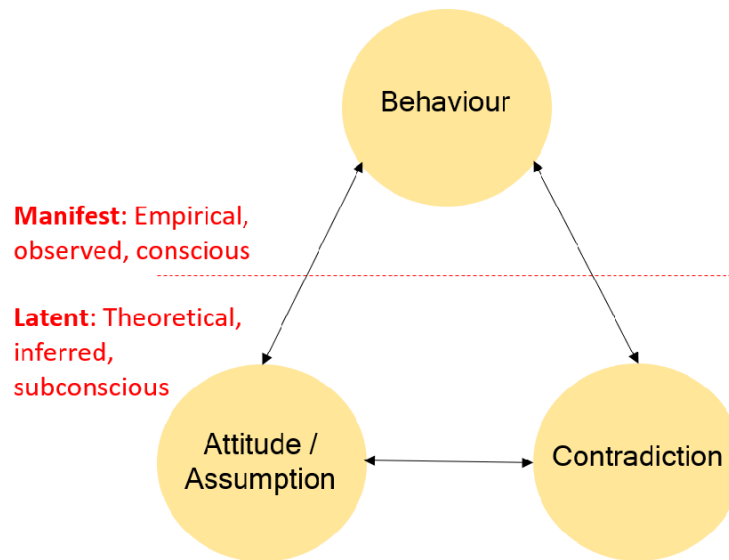 Behaviour
Manifest: Empirical,
observed, conscious
Latent: Theoretical,
inferred,
subconscious
Attitude /
Assumption
Contradiction